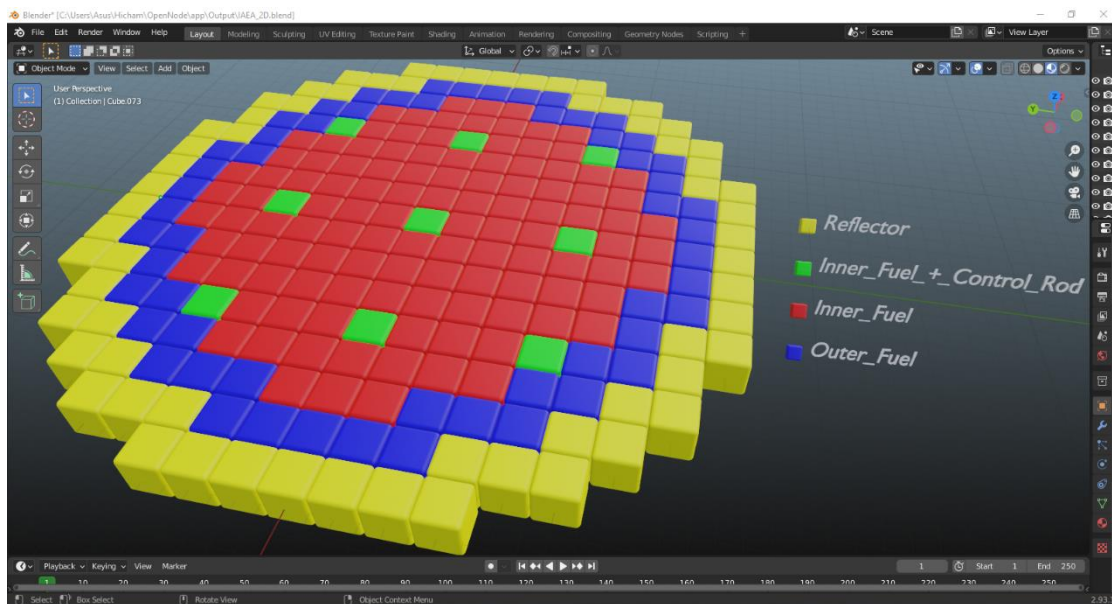 Blender* [C:\Users\Asus\Hicham\OpenNode\app\Output\IAEA_2D.blend]
File Edit Render Window Help Layout Modeling Sculpting UV Editing Texture Paint Shading Animation Rendering Compositing Geometry Nodes Scripting + Scene View Layer
Global Options
Object Mode View Select Add Object
User Perspective
(1) Collection | Cube.073
Z
Y
Reflector
Inner_Fuel_+_Control_Rod
Inner_Fuel
Outer_Fuel
Playback Keying View Marker 1 Start 1 End 250
1 10 20 30 40 50 60 70 80 90 100 110 120 130 140 150 160 170 180 190 200 210 220 230 240 250
Select Box Select Rotate View Object Context Menu 2.93